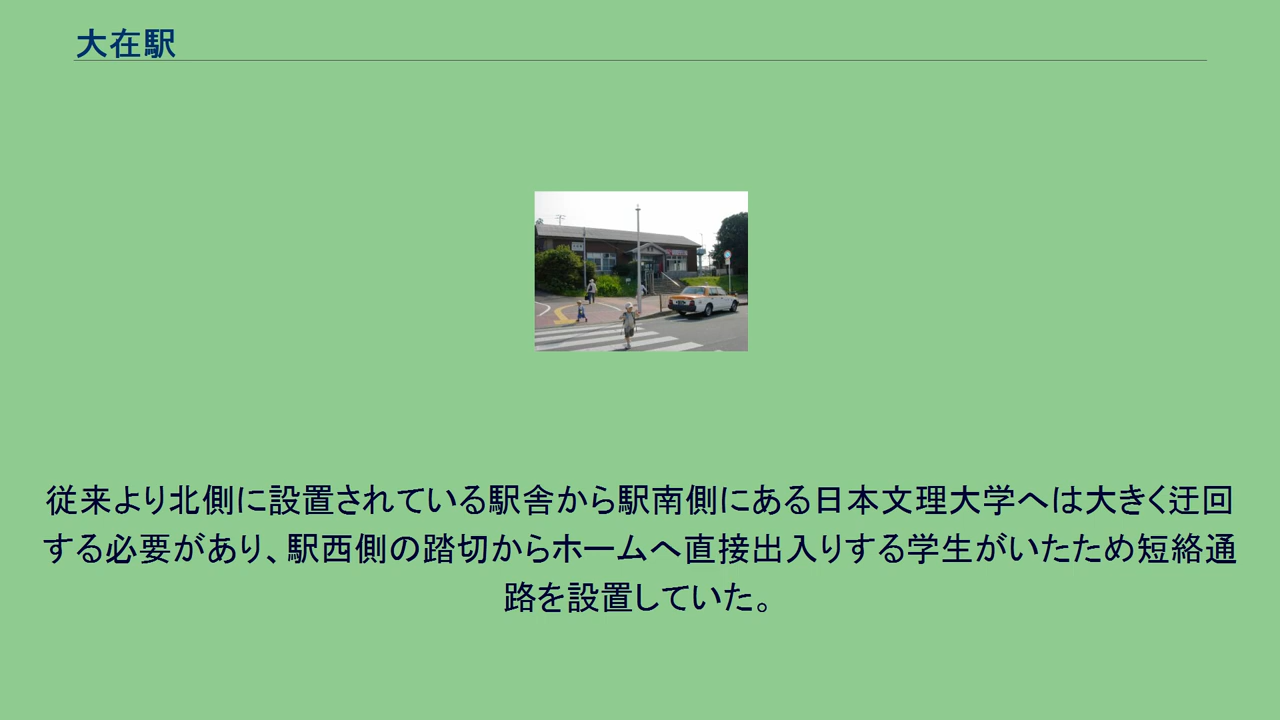 大在駅
従来より北側に設置されている駅舎から駅南側にある日本文理大学へは大きく迂回
する必要があり、駅西側の踏切からホームへ直接出入りする学生がいたため短絡通
路を設置していた。